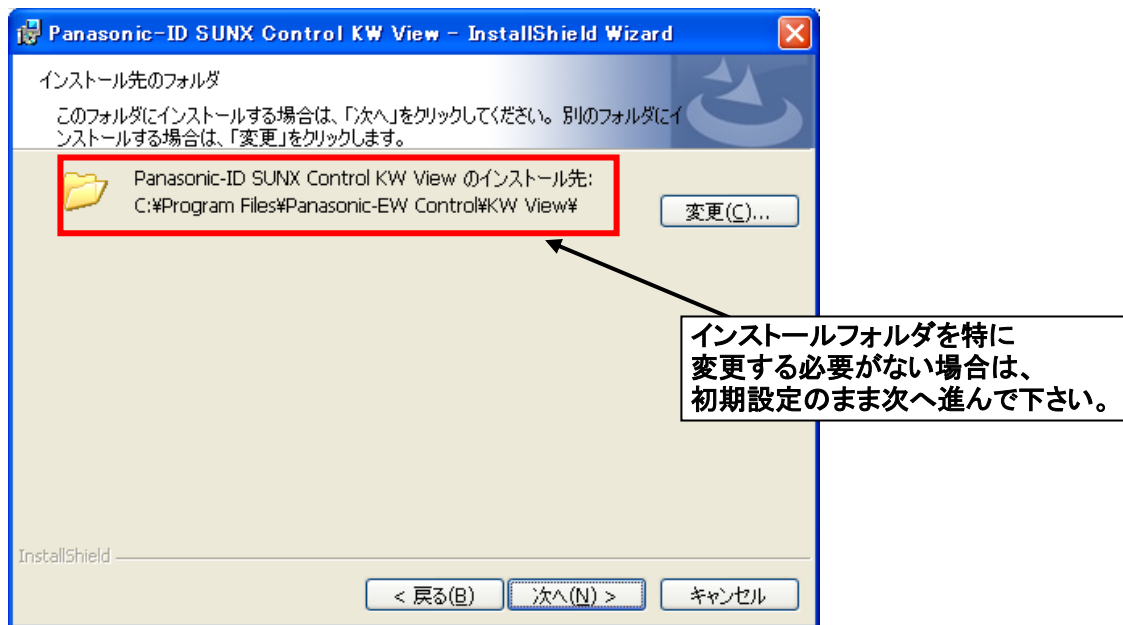 Panasonic-ID SUNX Control KW View - InstallShield Wizard
インストール先のフォルダ
このフォルダにインストールする場合は、「次へ」をクリックしてください。別のフォルダにイ
ンストールする場合は、「変更」をクリックします。
Panasonic-ID SUNX Control KW View のインストール先:
C:¥Program Files¥Panasonic-EW Control¥KW View¥
変更(C)...
インストールフォルダを特に
変更する必要がない場合は、
初期設定のまま次へ進んで下さい。
InstallShield
< 戻る(B)
次へ(N) >
キャンセル